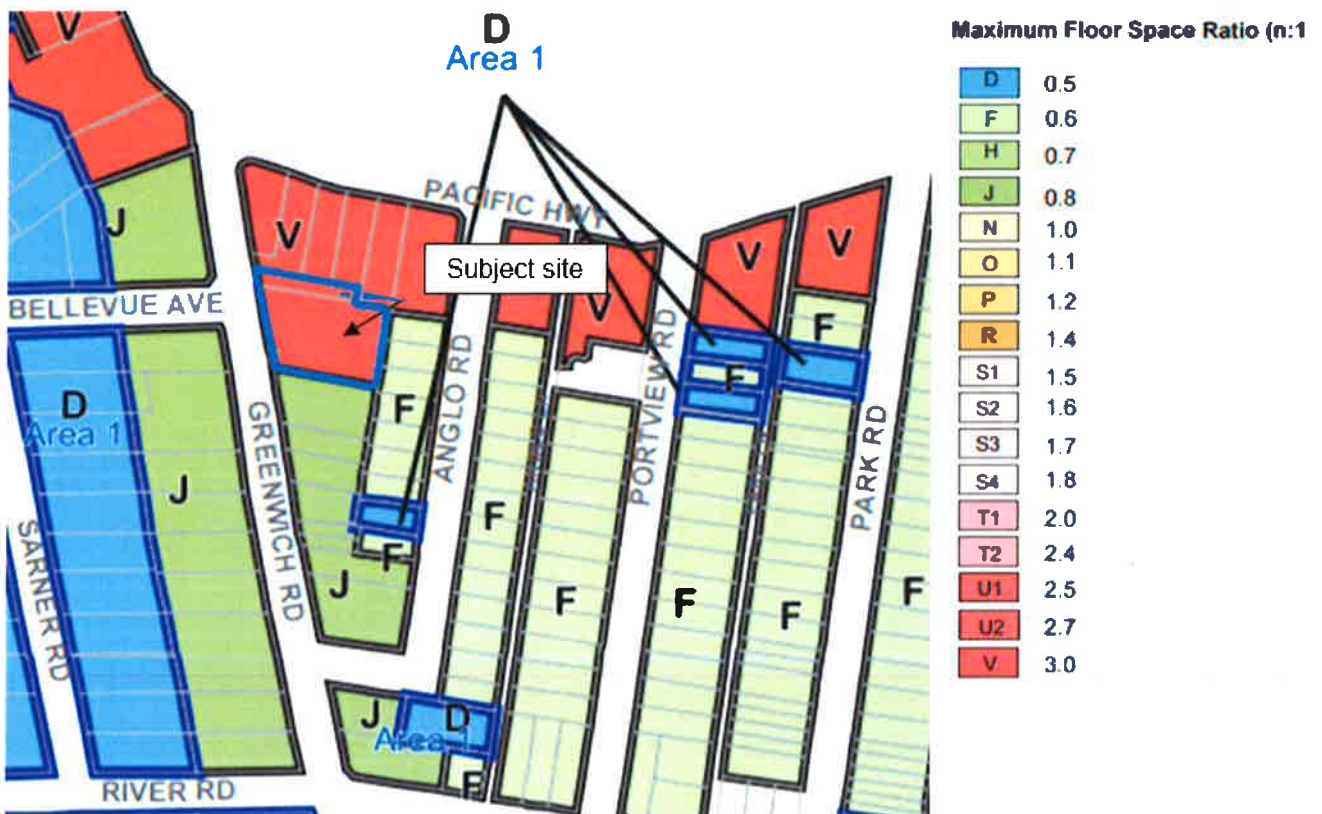 D
Area 1
Maximum Floor Space Ratio (n:1
D 0.5
F 0.6
H 0.7
J 0.8
N 1.0
O 1.1
P 1.2
R 1.4
S1 1.5
S2 1.6
S3 1.7
S4 1.8
T1 2.0
T2 2.4
U1 2.5
U2 2.7
V 3.0
V
J
BELLEVUE AVE
V
PACIFIC HWY
Subject site
V
V
V
F
F
D
Area 1
J
GREENWICH RD
F
ANGLO RD
PORTVIEW RD
PARK RD
F
F
J
SARNER RD
F
F
F
F
J
D
Area 1
F
RIVER RD